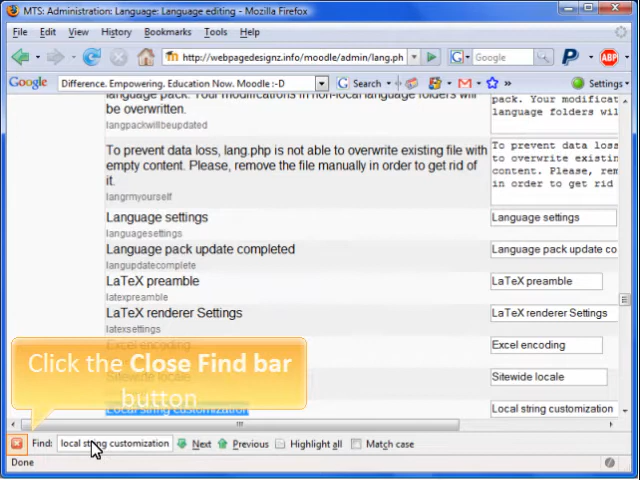 MTS: Administration: Language: Language editing - Mozilla Firefox
File Edit View History Bookmarks Tools Help
http://webpagedesignz.info/moodle/admin/lang.ph
Google
Google Difference. Empowering. Education Now. Moodle :-D Search » Settings
ABP
language pack. Your modifications in non-local language folders will
be overwritten.
langpackwillbeupdated
pack. Your modificat
language folders wil
To prevent data loss, lang.php is not able to overwrite existing file with
empty content. Please, remove the file manually in order to get rid of
it.
langrmyourself
To prevent data loss
to overwrite existin
content. Please, rem
in order to get rid
Language settings
languagesettings
Language settings
Language pack update completed
langupdatecomplete
Language pack update co
LaTeX preamble
latexpreamble
LaTeX preamble
LaTeX renderer Settings
latexsettings
LaTeX renderer Settings
Excel encoding
Excel encoding
Sitewide locale
Sitewide locale
Local string customization
Local string customization
Click the Close Find bar
button
Find: local string customization Next Previous Highlight all Match case
Done